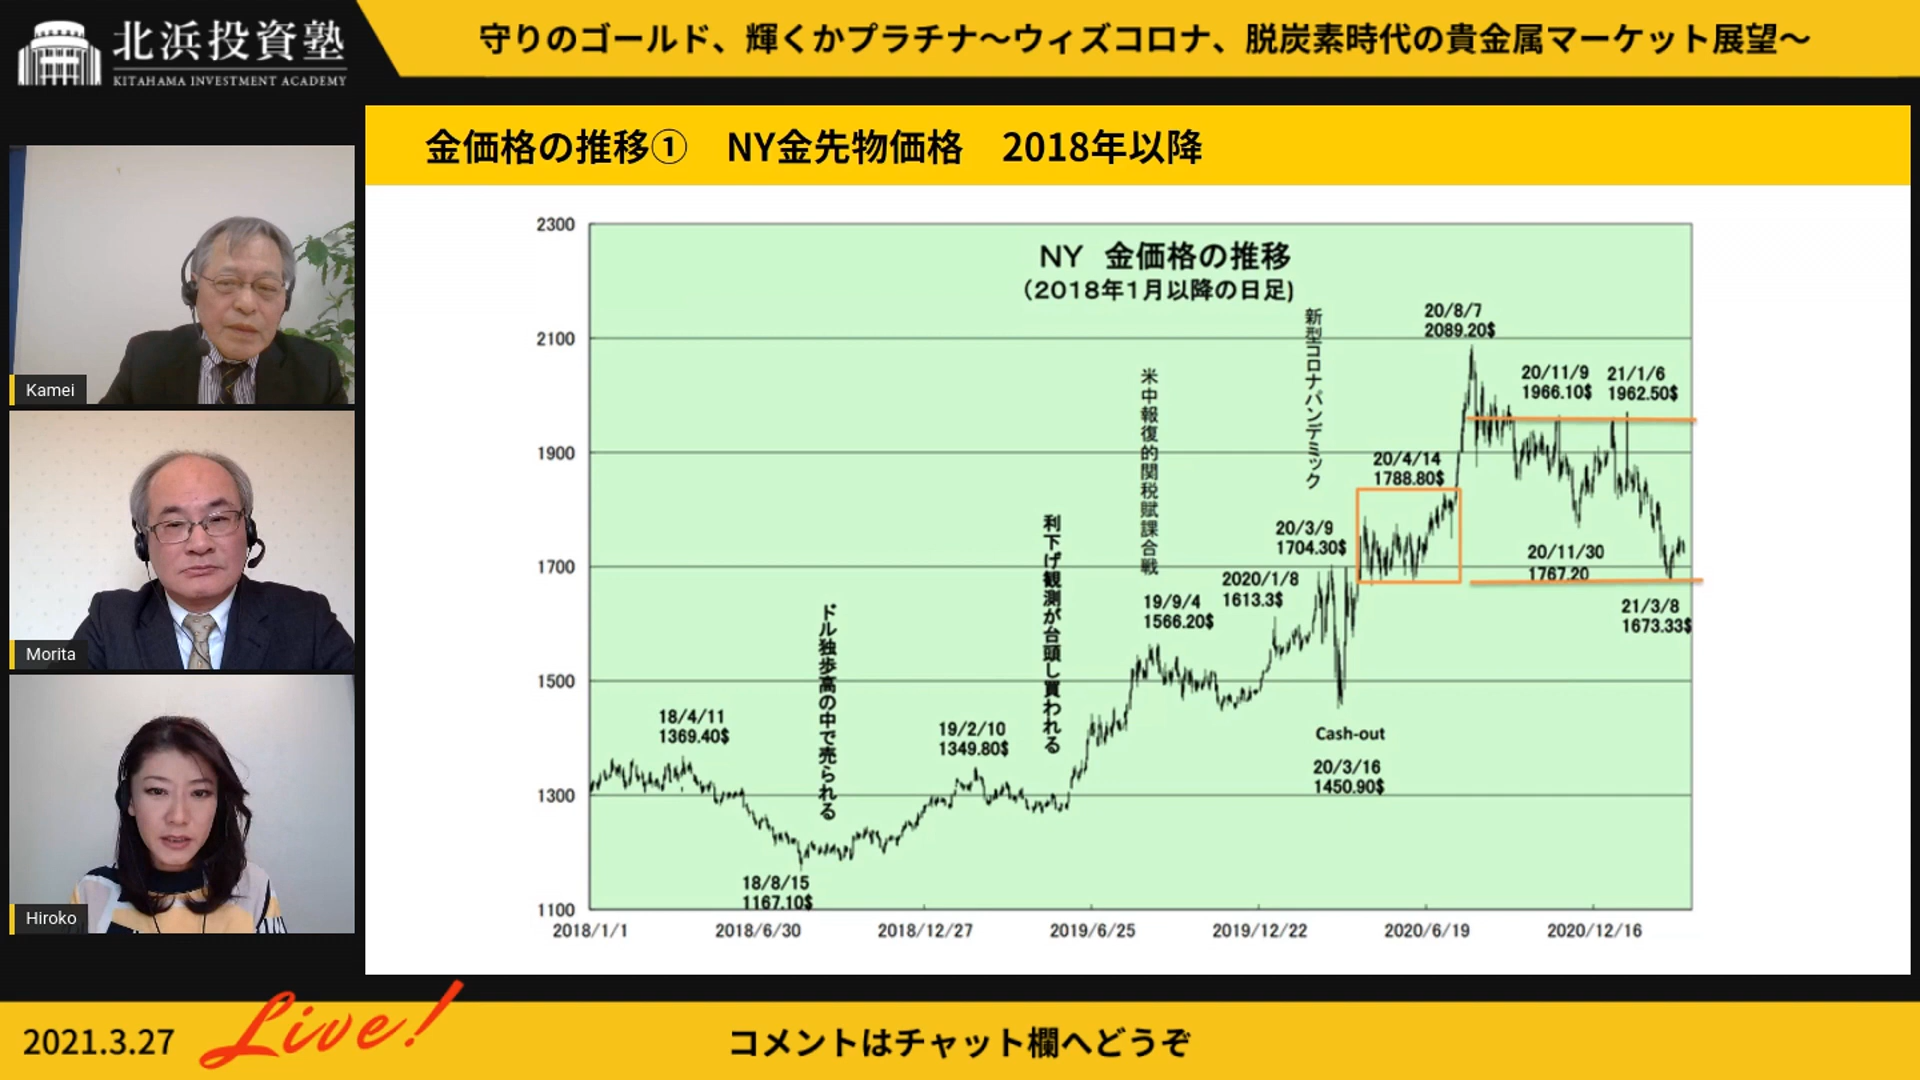 北浜投資塾
KITAHAMA INVESTMENT ACADEMY
守りのゴールド、輝くかプラチナ～ウィズコロナ、脱炭素時代の貴金属マーケット展望～
Kamei
Morita
Hiroko
金価格の推移① NY金先物価格 2018年以降
NY 金価格の推移
(2018年1月以降の日足)
2300
2100
1900
1700
1500
1300
1100
18/4/11
1369.40$
18/8/15
1167.10$
ドル独歩高の中で売られる
19/2/10
1349.80$
利下げ観測が台頭し買われる
米中報復的関税賦課合戦
19/9/4
1566.20$
2020/1/8
1613.3$
新型コロナパンデミック
20/3/9
1704.30$
Cash-out
20/3/16
1450.90$
20/4/14
1788.80$
20/8/7
2089.20$
20/11/9
1966.10$
21/1/6
1962.50$
20/11/30
1767.20
21/3/8
1673.33$
2018/1/1
2018/6/30
2018/12/27
2019/6/25
2019/12/22
2020/6/19
2020/12/16
2021.3.27
Live!
コメントはチャット欄へどうぞ